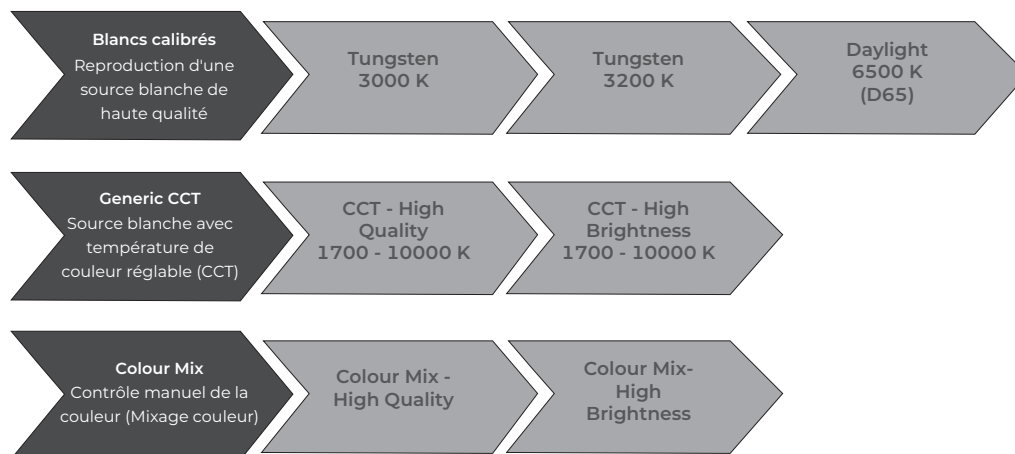 Blancs calibrés
Reproduction d'une
source blanche de
haute qualité
Tungsten
3000 K
Tungsten
3200 K
Daylight
6500 K
(D65)
Generic CCT
Source blanche avec
température de
couleur réglable (CCT)
CCT - High
Quality
1700 - 10000 K
CCT - High
Brightness
1700 - 10000 K
Colour Mix
Contrôle manuel de la
couleur (Mixage couleur)
Colour Mix -
High Quality
Colour Mix-
High
Brightness